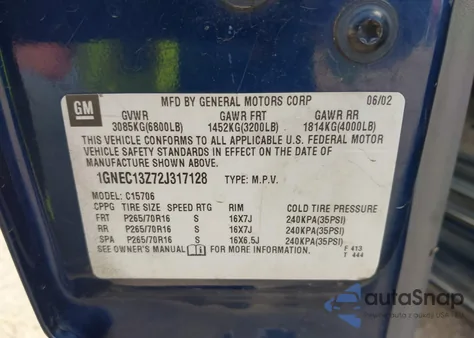 GM
MFD BY GENERAL MOTORS CORP 06/02
GVWR GAWR FRT GAWR RR
3085KG(6800LB) 1452KG(3200LB) 1814KG(4000LB)
THIS VEHICLE CONFORMS TO ALL APPLICABLE U.S. FEDERAL MOTOR
VEHICLE SAFETY STANDARDS IN EFFECT ON THE DATE OF
MANUFACTURE SHOWN ABOVE.
1GNEC13Z72J317128 TYPE: M.P.V.
MODEL: C15706
CPPG TIRE SIZE SPEED RTG RIM COLD TIRE PRESSURE
FRT P265/70R16 S 16X7J 240KPA(35PSI)
RR P265/70R16 S 16X7J 240KPA(35PSI)
SPA P265/70R16 S 16X6.5J 240KPA(35PSI)
SEE OWNER'S MANUAL FOR MORE INFORMATION.
F 413
T 444
autaSnap